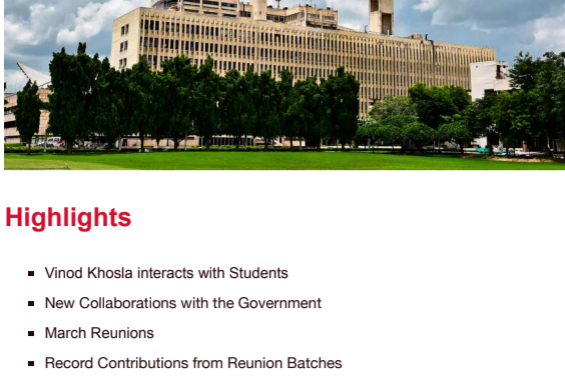 Highlights
Vinod Khosla interacts with Students
New Collaborations with the Government
March Reunions
Record Contributions from Reunion Batches